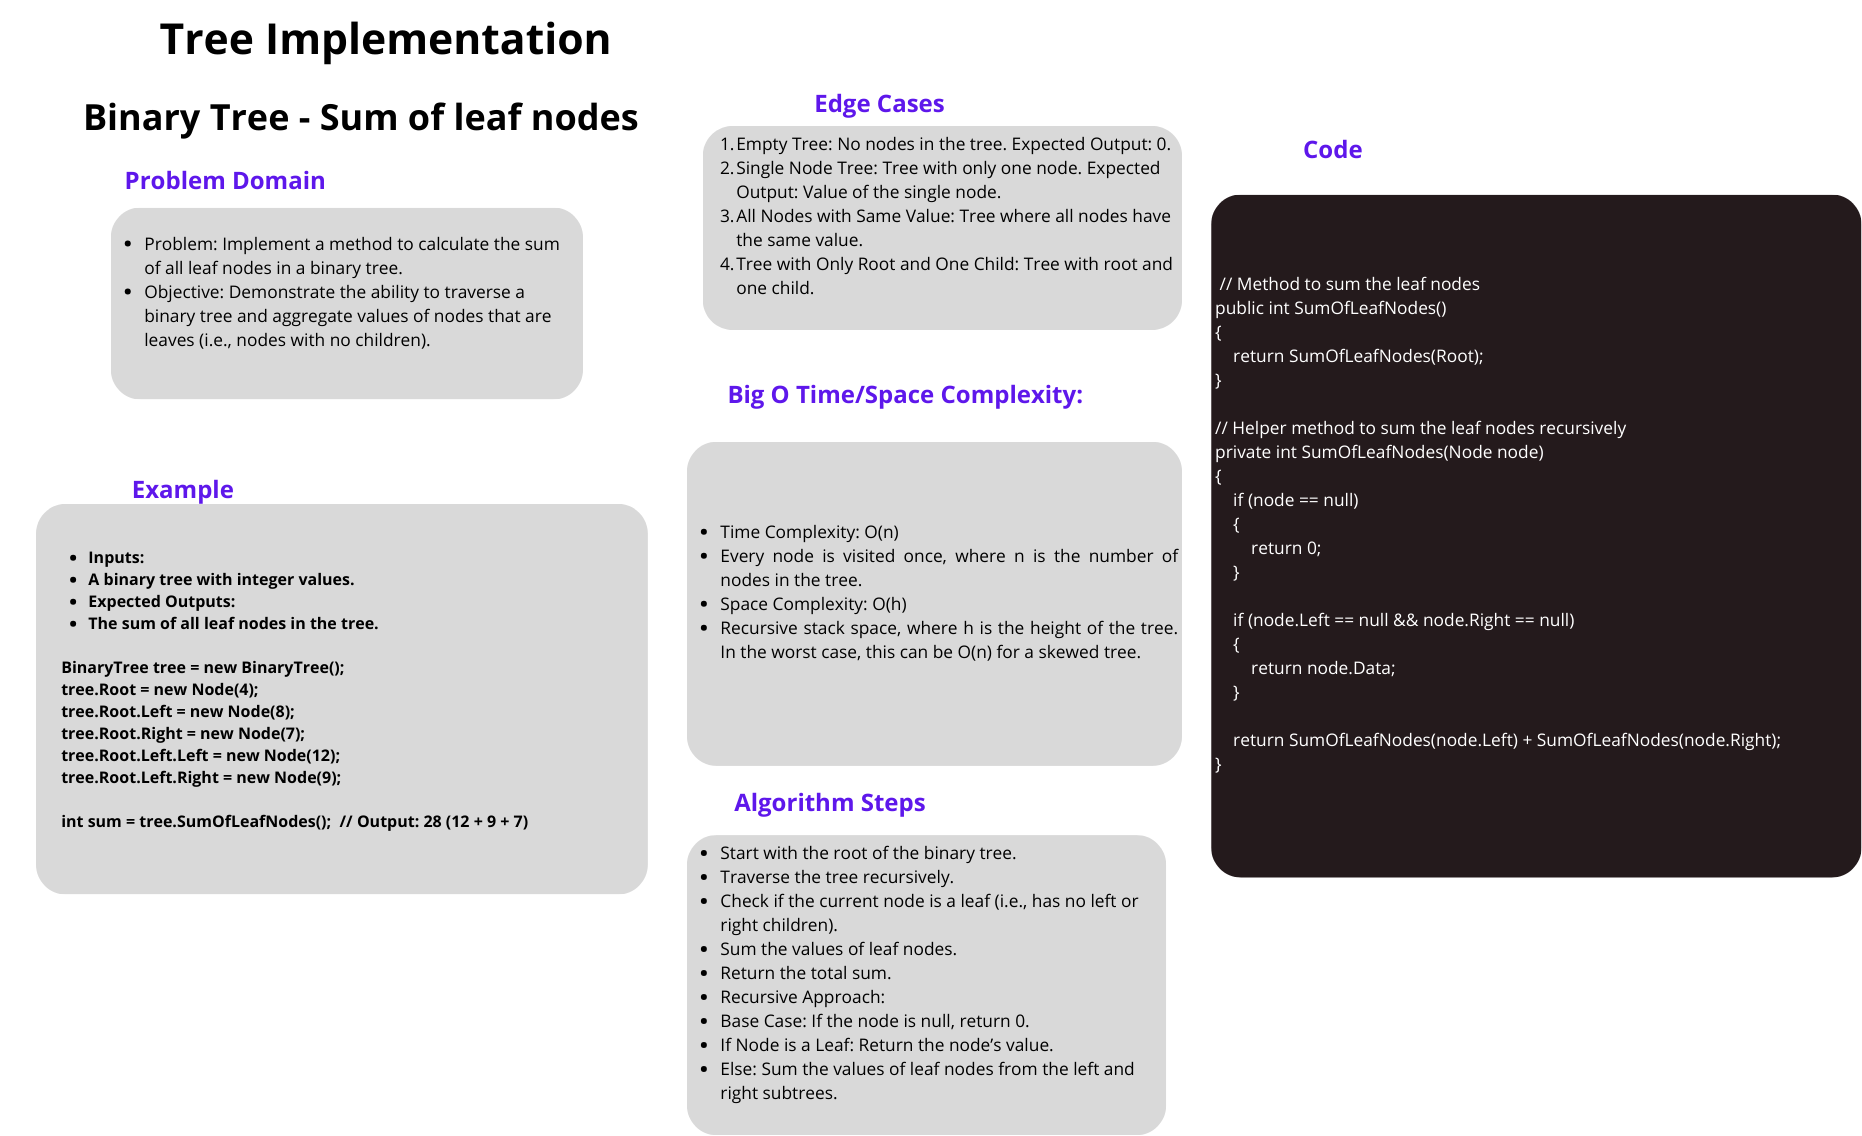 Tree Implementation
Binary Tree - Sum of leaf nodes
Problem Domain
• Problem: Implement a method to calculate the sum
of all leaf nodes in a binary tree.
• Objective: Demonstrate the ability to traverse a
binary tree and aggregate values of nodes that are
leaves (i.e., nodes with no children).
Example
• Inputs:
• A binary tree with integer values.
• Expected Outputs:
• The sum of all leaf nodes in the tree.
BinaryTree tree = new BinaryTree();
tree.Root = new Node(4);
tree.Root.Left = new Node(8);
tree.Root.Right = new Node(7);
tree.Root.Left.Left = new Node(12);
tree.Root.Left.Right = new Node(9);
int sum = tree.SumOfLeafNodes();  // Output: 28 (12 + 9 + 7)
Edge Cases
1. Empty Tree: No nodes in the tree. Expected Output: 0.
2. Single Node Tree: Tree with only one node. Expected
Output: Value of the single node.
3. All Nodes with Same Value: Tree where all nodes have
the same value.
4. Tree with Only Root and One Child: Tree with root and
one child.
Big O Time/Space Complexity:
• Time Complexity: O(n)
• Every node is visited once, where n is the number of
nodes in the tree.
• Space Complexity: O(h)
• Recursive stack space, where h is the height of the tree.
In the worst case, this can be O(n) for a skewed tree.
Algorithm Steps
• Start with the root of the binary tree.
• Traverse the tree recursively.
• Check if the current node is a leaf (i.e., has no left or
right children).
• Sum the values of leaf nodes.
• Return the total sum.
• Recursive Approach:
• Base Case: If the node is null, return 0.
• If Node is a Leaf: Return the node’s value.
• Else: Sum the values of leaf nodes from the left and
right subtrees.
Code
// Method to sum the leaf nodes
public int SumOfLeafNodes()
{
    return SumOfLeafNodes(Root);
}
// Helper method to sum the leaf nodes recursively
private int SumOfLeafNodes(Node node)
{
    if (node == null)
    {
        return 0;
    }
    if (node.Left == null && node.Right == null)
    {
        return node.Data;
    }
    return SumOfLeafNodes(node.Left) + SumOfLeafNodes(node.Right);
}